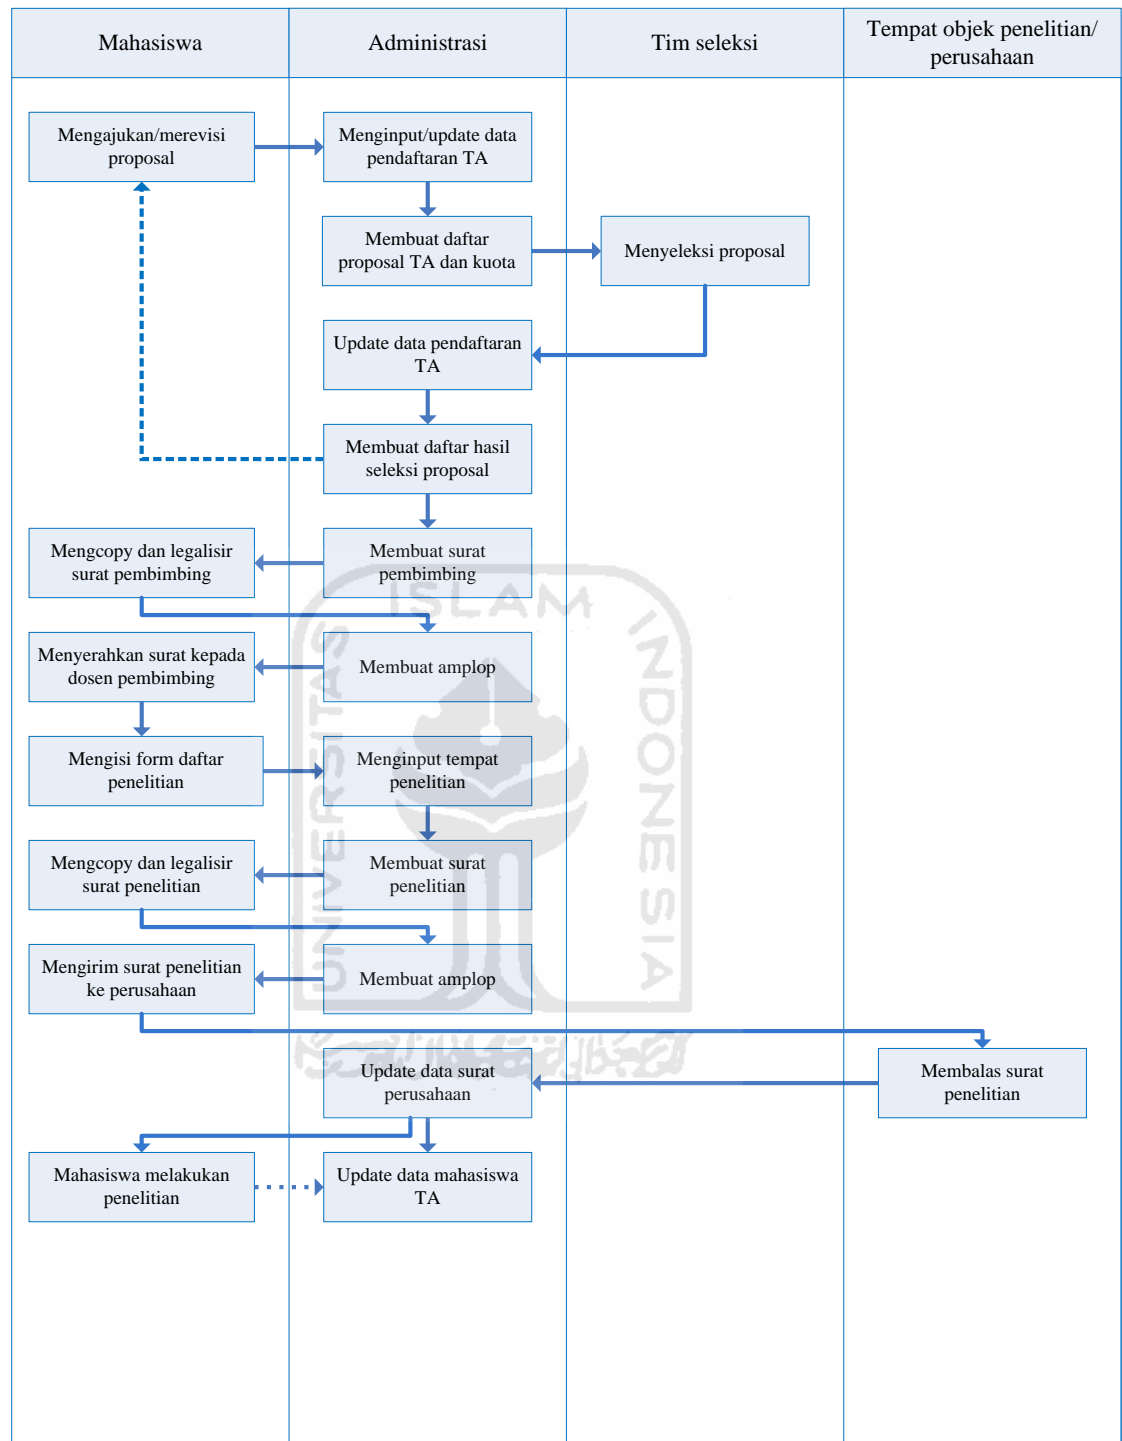 Mahasiswa
Administrasi
Tim seleksi
Tempat objek penelitian/
perusahaan
Mengajukan/merevisi
proposal
Menginput/update data
pendaftaran TA
Membuat daftar
proposal TA dan kuota
Menyeleksi proposal
Update data pendaftaran
TA
Membuat daftar hasil
seleksi proposal
Mengcopy dan legalisir
surat pembimbing
Membuat surat
pembimbing
Menyerahkan surat kepada
dosen pembimbing
Membuat amplop
Mengisi form daftar
penelitian
Menginput tempat
penelitian
Mengcopy dan legalisir
surat penelitian
Membuat surat
penelitian
Mengirim surat penelitian
ke perusahaan
Membuat amplop
Update data surat
perusahaan
Membalas surat
penelitian
Mahasiswa melakukan
penelitian
Update data mahasiswa
TA
UNIVERSITAS
ISLAM
INDONESIA